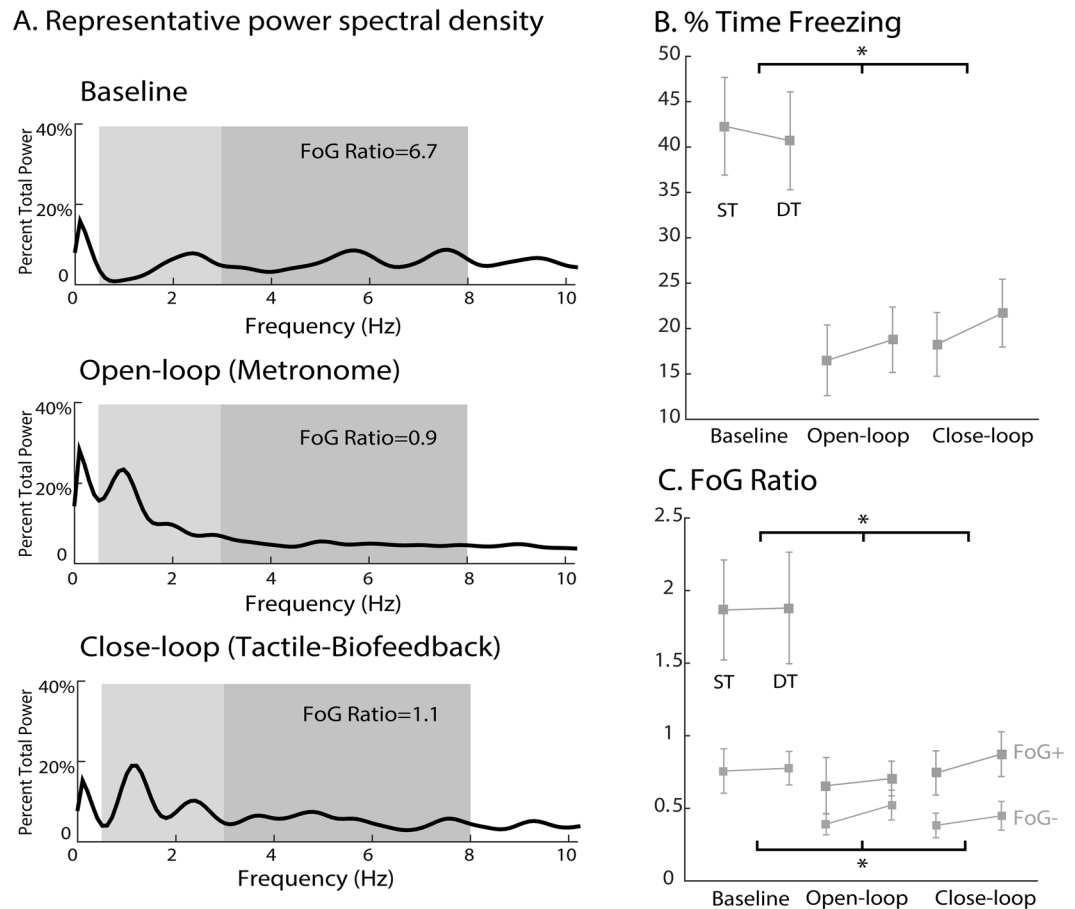 A. Representative power spectral density
Baseline
Percent Total Power
40%
20%
0
FoG Ratio=6.7
0 2 4 6 8 10
Frequency (Hz)
Open-loop (Metronome)
Percent Total Power
40%
20%
0
FoG Ratio=0.9
0 2 4 6 8 10
Frequency (Hz)
Close-loop (Tactile-Biofeedback)
Percent Total Power
40%
20%
0
FoG Ratio=1.1
0 2 4 6 8 10
Frequency (Hz)
B. % Time Freezing
*
50
45
40
35
30
25
20
15
10
ST DT
Baseline Open-loop Close-loop
C. FoG Ratio
*
2.5
2
1.5
1
0.5
0
ST DT
FoG+
FoG-
*
Baseline Open-loop Close-loop